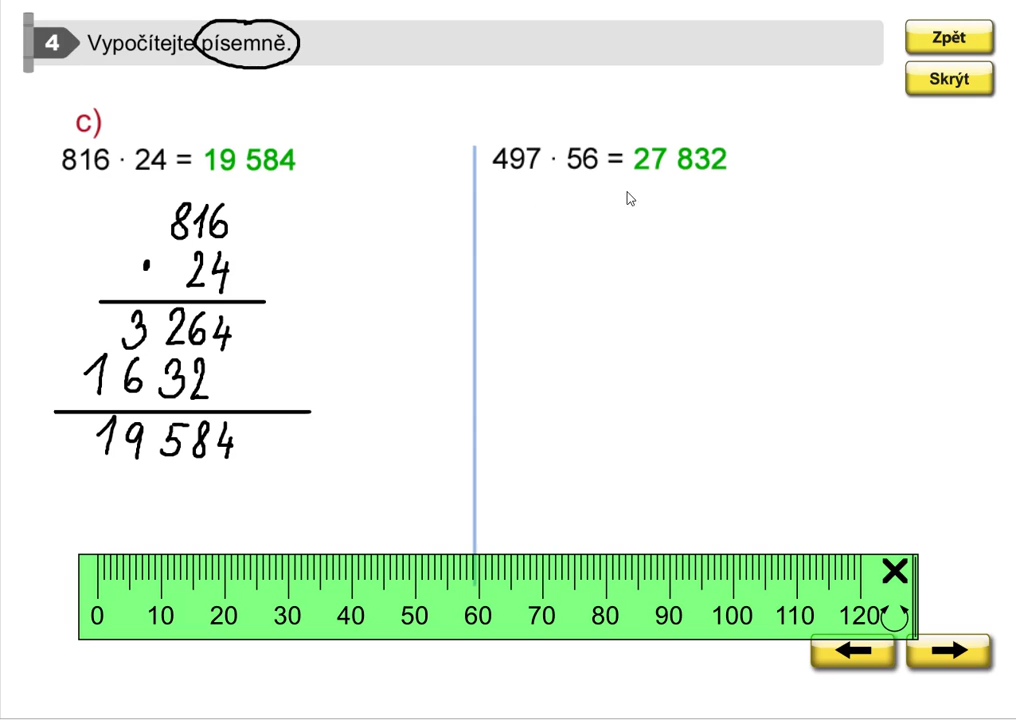 4 Vypočítejte písemně.
Zpět
Skrýt
c)
816 · 24 = 19 584
816
· 24
3 264
1 6 32
19 584
497 · 56 = 27 832
0 10 20 30 40 50 60 70 80 90 100 110 120